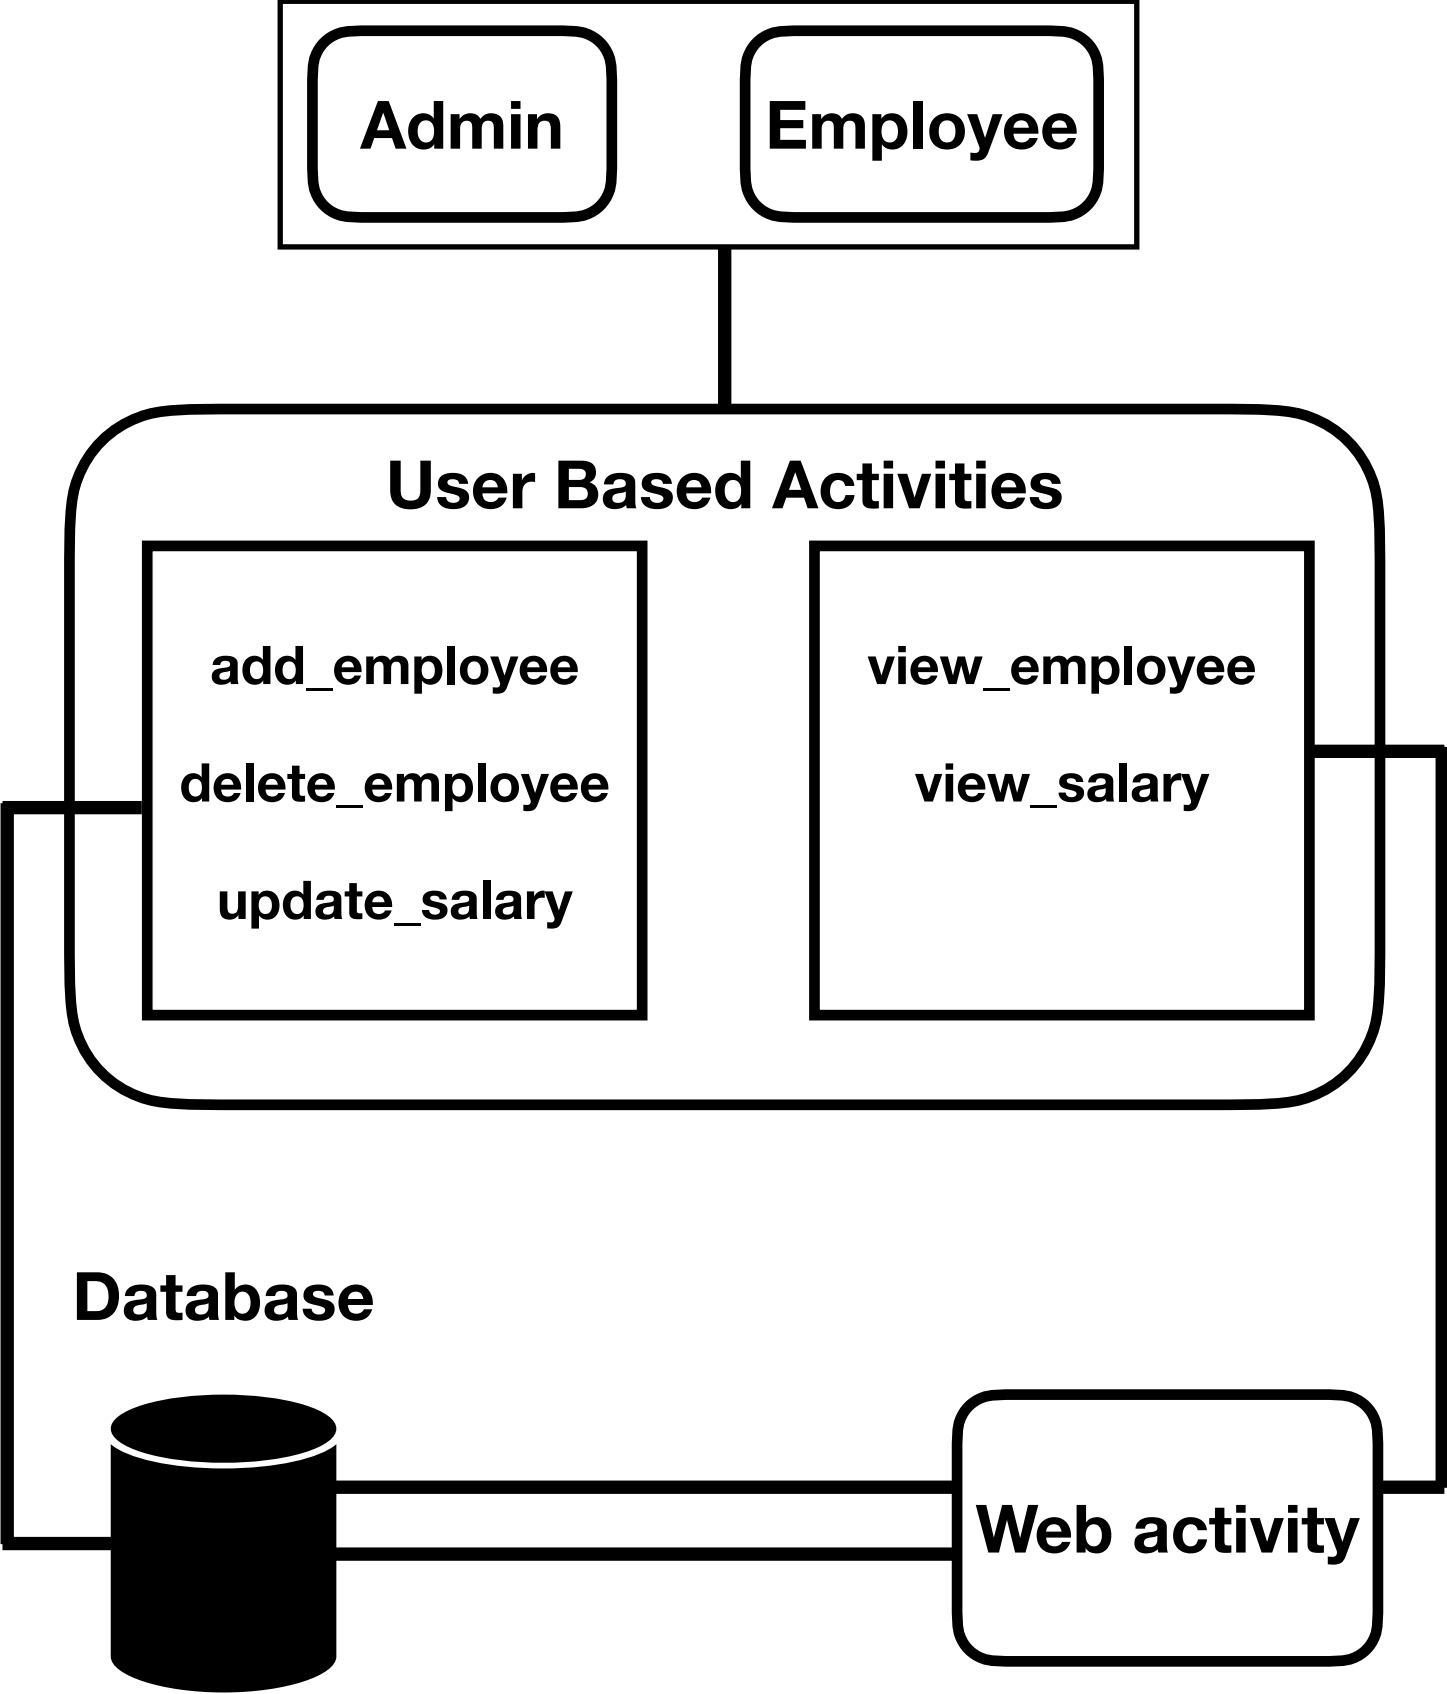 Admin
Employee
User Based Activities
add_employee
delete_employee
update_salary
view_employee
view_salary
Database
Web activity